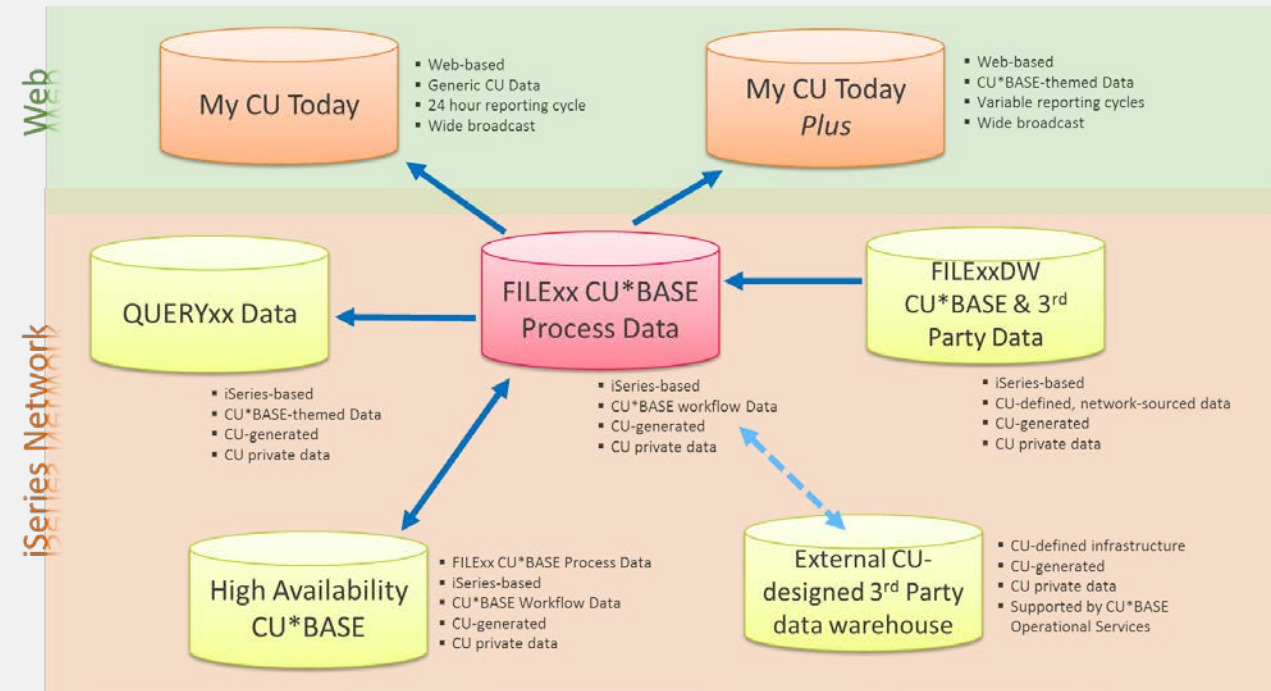 Web
My CU Today
▪ Web-based
▪ Generic CU Data
▪ 24 hour reporting cycle
▪ Wide broadcast
My CU Today
Plus
▪ Web-based
▪ CU*BASE-themed Data
▪ Variable reporting cycles
▪ Wide broadcast
iSeries Network
QUERYxx Data
▪ iSeries-based
▪ CU*BASE-themed Data
▪ CU-generated
▪ CU private data
FILExx CU*BASE
Process Data
▪ iSeries-based
▪ CU*BASE workflow Data
▪ CU-generated
▪ CU private data
FILExxDW
CU*BASE & 3rd
Party Data
▪ iSeries-based
▪ CU-defined, network-sourced data
▪ CU-generated
▪ CU private data
High Availability
CU*BASE
▪ FILExx CU*BASE Process Data
▪ iSeries-based
▪ CU*BASE Workflow Data
▪ CU-generated
▪ CU private data
External CU-
designed 3rd Party
data warehouse
▪ CU-defined infrastructure
▪ CU-generated
▪ CU private data
▪ Supported by CU*BASE
Operational Services